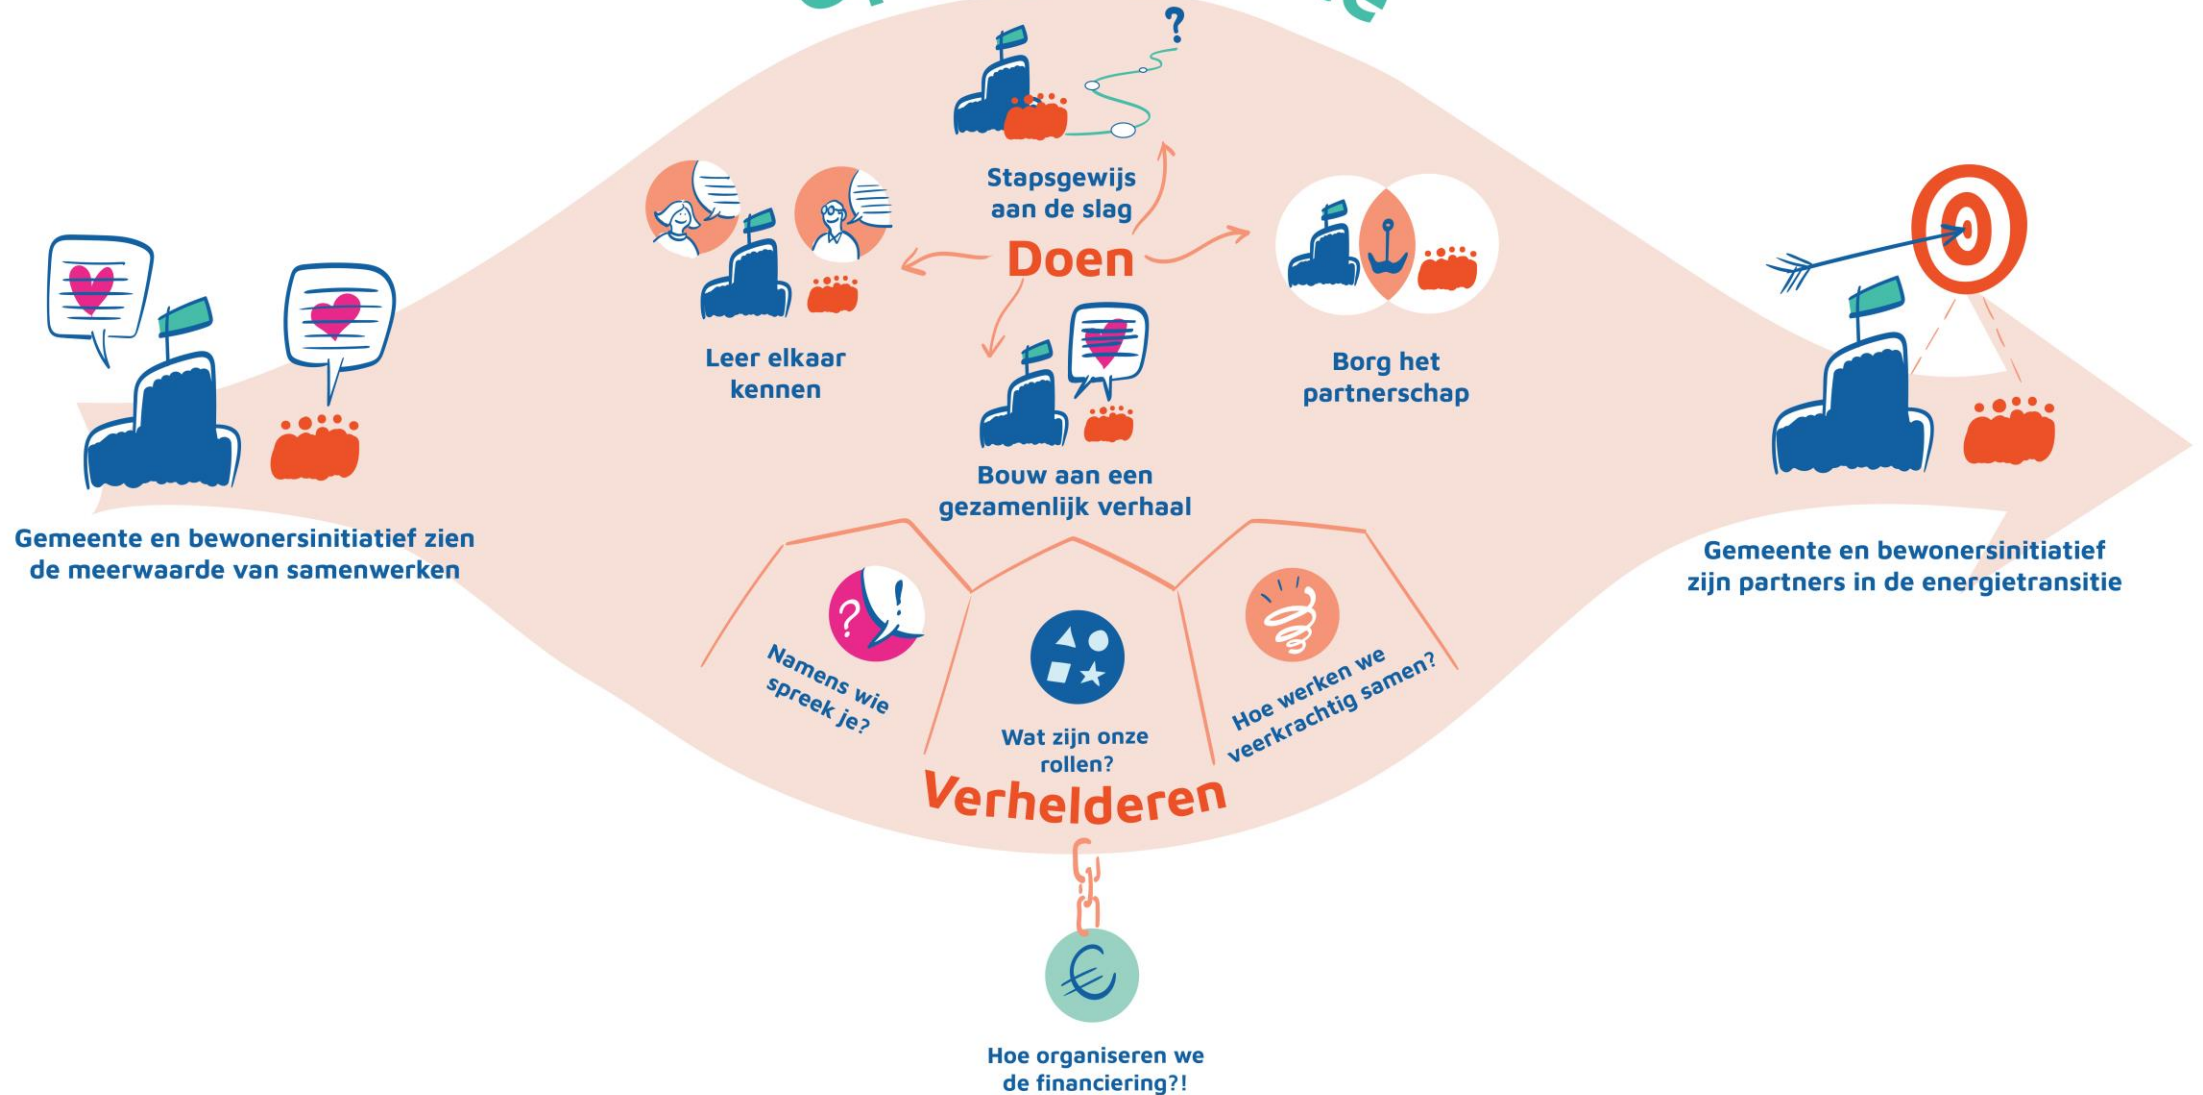 ?
Stapsgewijs
aan de slag
Doen
Leer elkaar
kennen
Borg het
partnerschap
Bouw aan een
gezamenlijk verhaal
Gemeente en bewonersinitiatief zien
de meerwaarde van samenwerken
Gemeente en bewonersinitiatief
zijn partners in de energietransitie
? !
Namens wie
spreek je?
Wat zijn onze
rollen?
Hoe werken we
veerkrachtig samen?
Verhelderen
€
Hoe organiseren we
de financiering?!